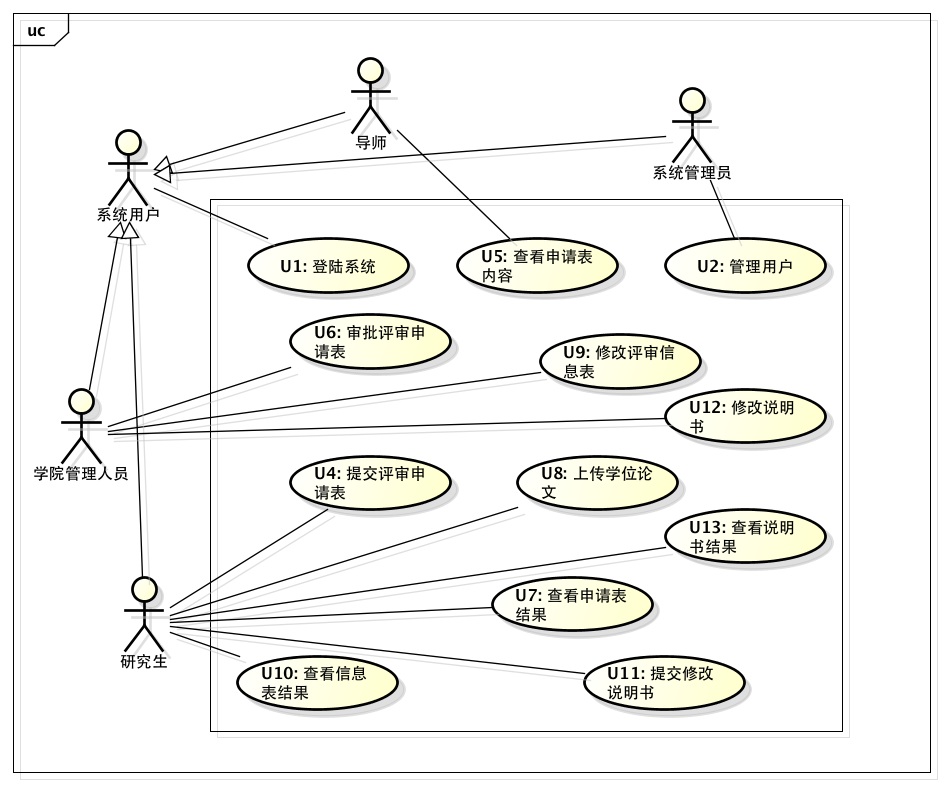 uc
导师
系统管理员
系统用户
U1: 登陆系统
U5: 查看申请表
内容
U2: 管理用户
U6: 审批评审申
请表
U9: 修改评审信
息表
U12: 修改说明
书
学院管理人员
U4: 提交评审申
请表
U8: 上传学位论
文
U13: 查看说明
书结果
U7: 查看申请表
结果
研究生
U10: 查看信息
表结果
U11: 提交修改
说明书